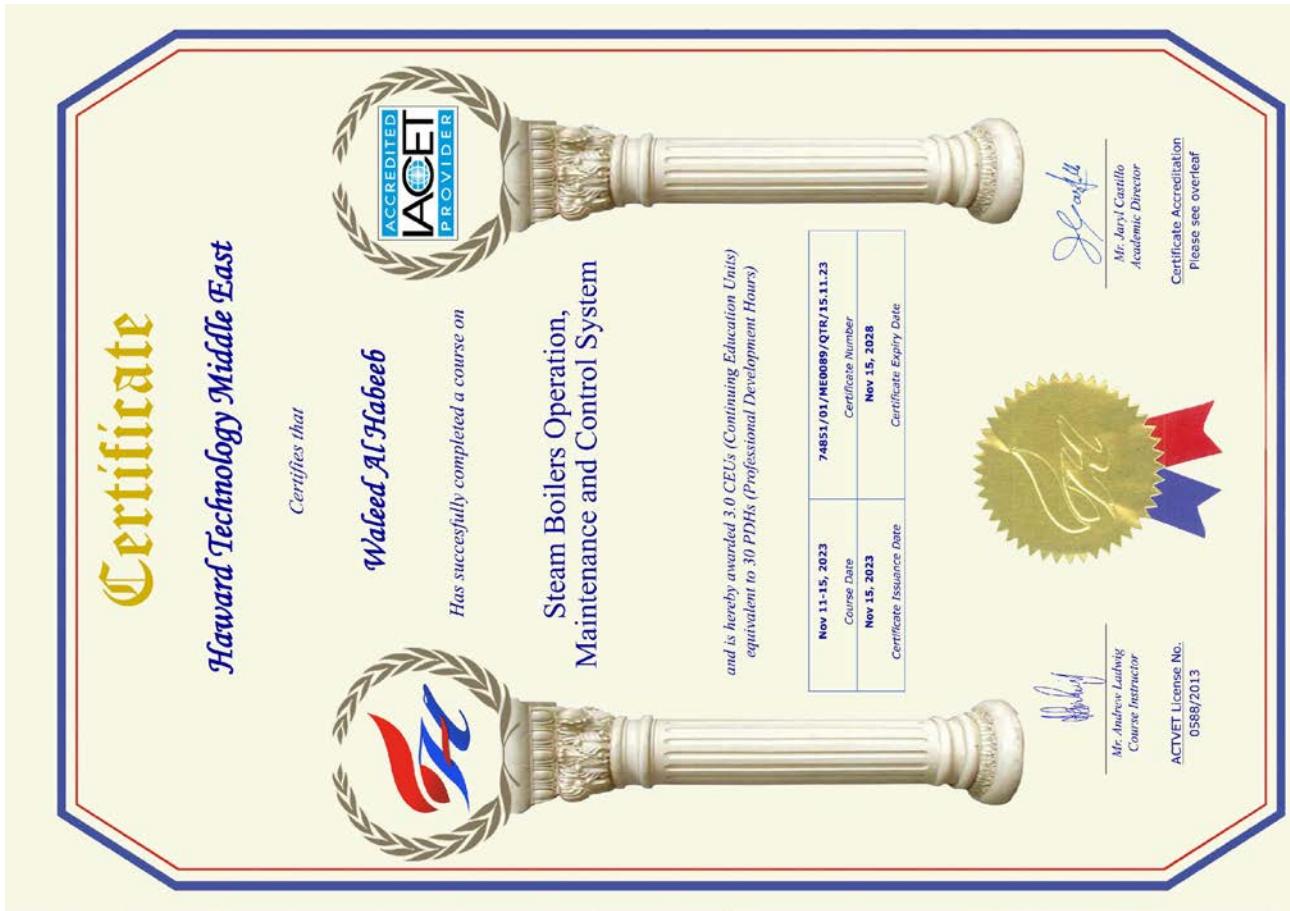 Certificate
Haward Technology Middle East
Certifies that
ACCREDITED
IACET
PROVIDER
Waleed Al Habeeb
Has succesfully completed a course on
Steam Boilers Operation,
Maintenance and Control System
and is hereby awarded 3.0 CEUs (Continuing Education Units)
equivalent to 30 PDHs (Professional Development Hours)
Nov 11-15, 2023
Course Date
74851/01/ME0089/QTR/15.11.23
Certificate Number
Nov 15, 2023
Certificate Issuance Date
Nov 15, 2028
Certificate Expiry Date
Mr. Andrew Ladwig
Course Instructor
ACTVET License No.
0588/2013
Mr. Jaryl Castillo
Academic Director
Certificate Accreditation
Please see overleaf